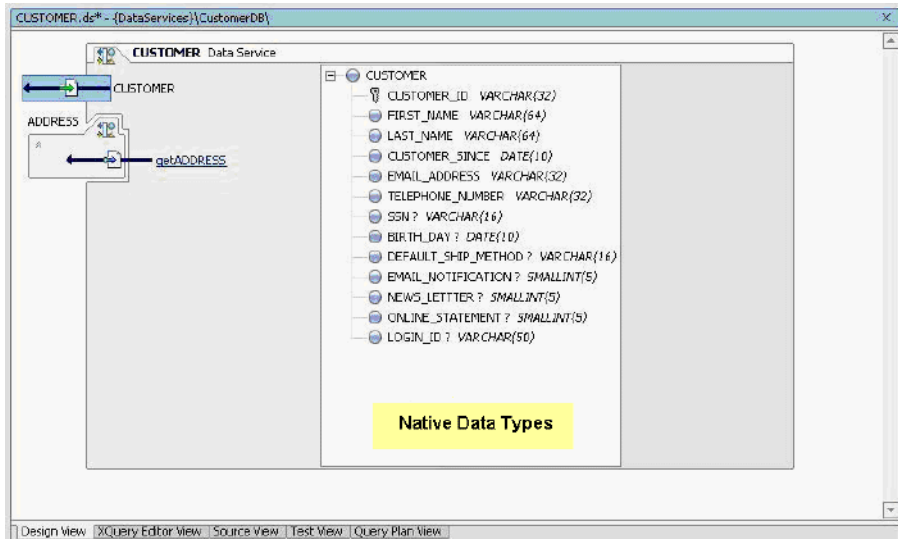 CUSTOMER.ds* - {DataServices}\CustomerDB\
CUSTOMER Data Service
CUSTOMER
ADDRESS
getADDRESS
CUSTOMER
CUSTOMER_ID VARCHAR(32)
FIRST_NAME VARCHAR(64)
LAST_NAME VARCHAR(64)
CUSTOMER_SINCE DATE(10)
EMAIL_ADDRESS VARCHAR(32)
TELEPHONE_NUMBER VARCHAR(32)
SSN ? VARCHAR(16)
BIRTH_DAY ? DATE(10)
DEFAULT_SHIP_METHOD ? VARCHAR(16)
EMAIL_NOTIFICATION ? SMALLINT(5)
NEWS_LETTTER ? SMALLINT(5)
ONLINE_STATEMENT ? SMALLINT(5)
LOGIN_ID ? VARCHAR(50)
Native Data Types
Design View XQuery Editor View Source View Test View Query Plan View